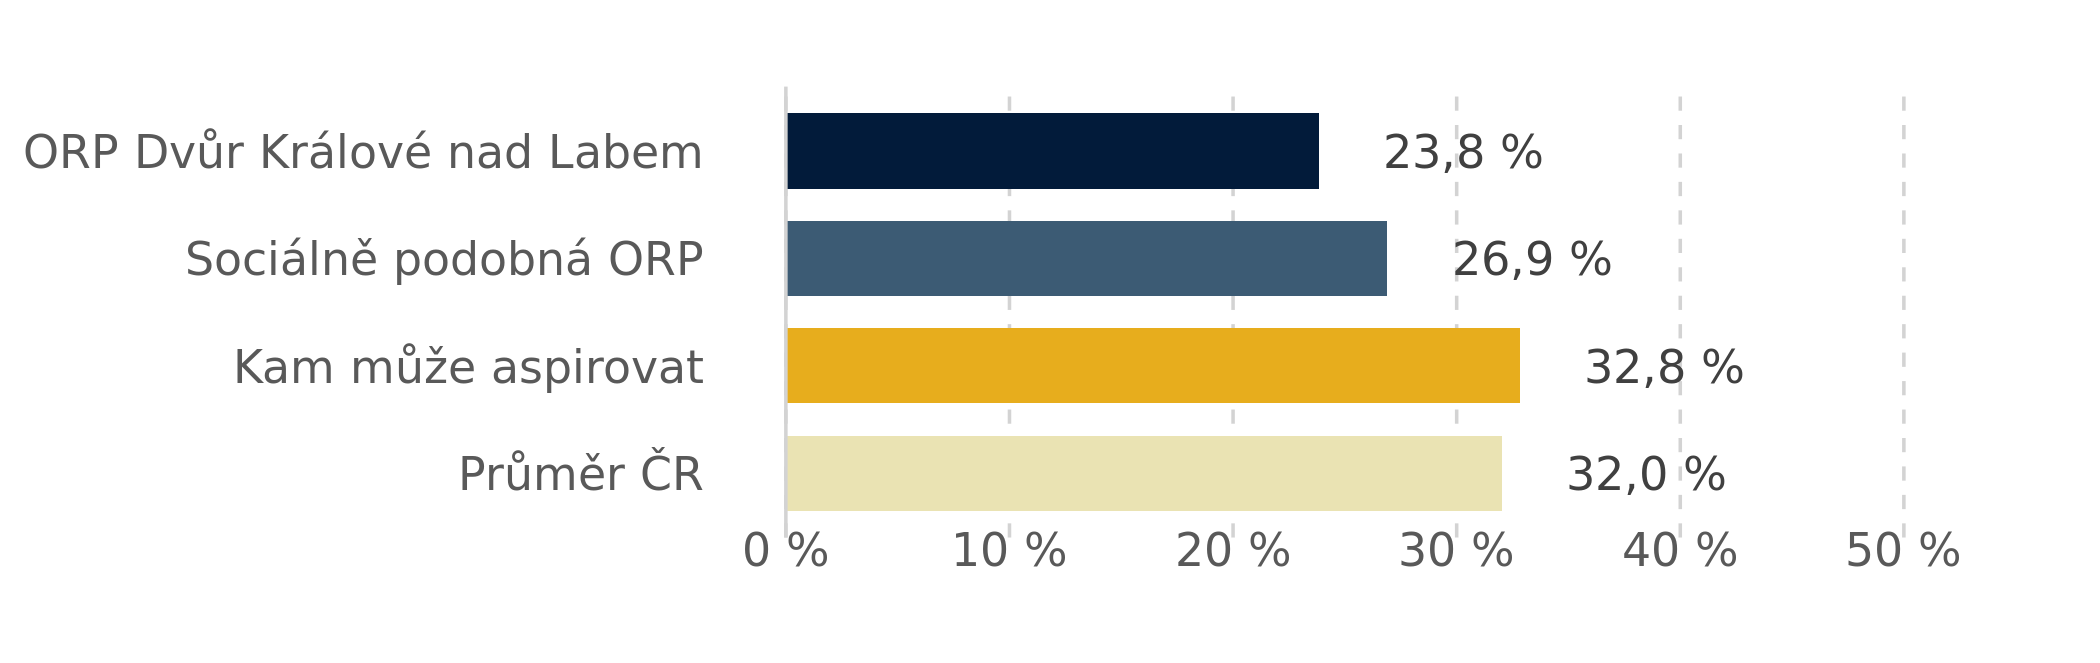 ORP Dvůr Králové nad Labem 23,8 %
Sociálně podobná ORP 26,9 %
Kam může aspirovat 32,8 %
Průměr ČR 32,0 %
0 % 10 % 20 % 30 % 40 % 50 %